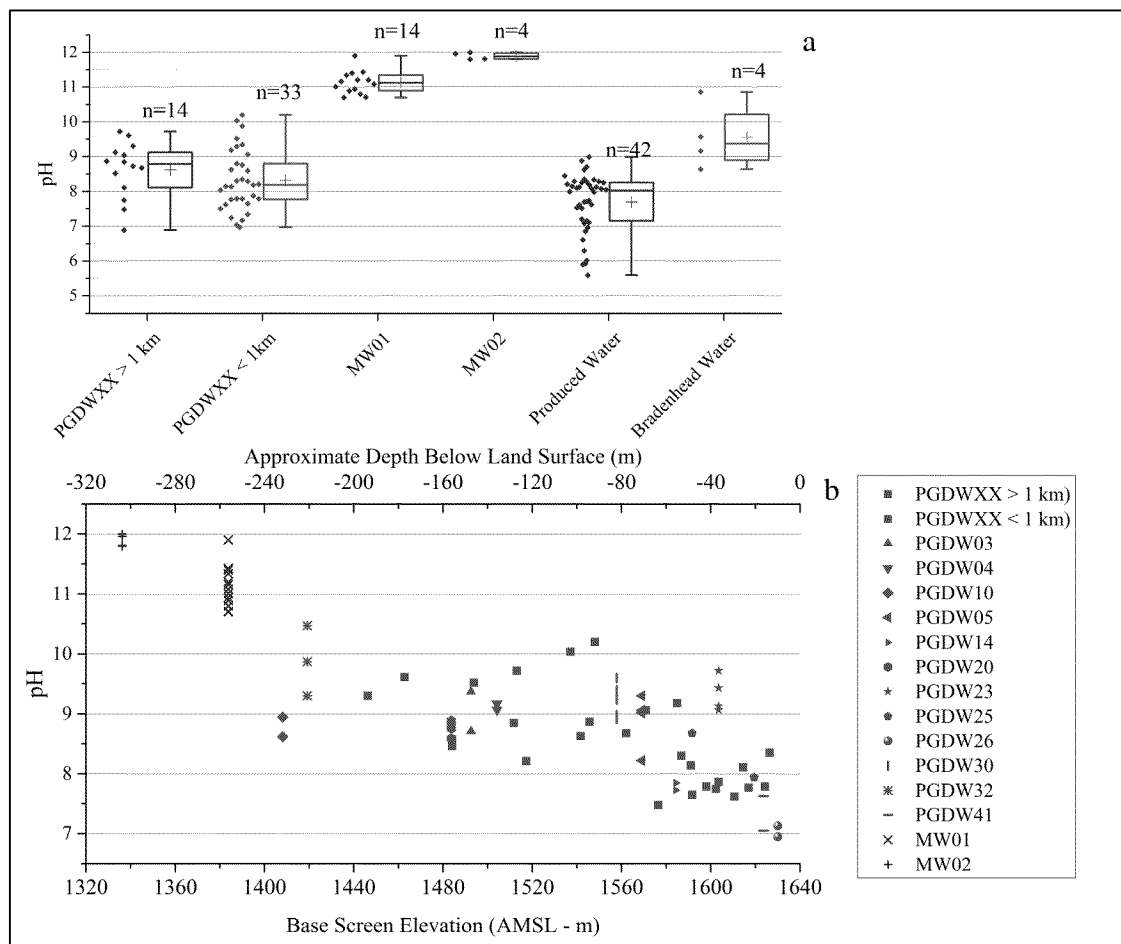 a
n=14
n=33
n=14
n=4
n=42
n=4
12
11
10
9
8
7
6
5
pH
PGDWXX > 1 km
PGDWXX < 1km
MW01
MW02
Produced Water
Bradenhead Water
Approximate Depth Below Land Surface (m)
-320 -280 -240 -200 -160 -120 -80 -40 0
b
12
11
10
9
8
7
pH
1320 1360 1400 1440 1480 1520 1560 1600 1640
Base Screen Elevation (AMSL - m)
PGDWXX > 1 km)
PGDWXX < 1 km)
PGDW03
PGDW04
PGDW10
PGDW05
PGDW14
PGDW20
PGDW23
PGDW25
PGDW26
PGDW30
PGDW32
PGDW41
MW01
MW02